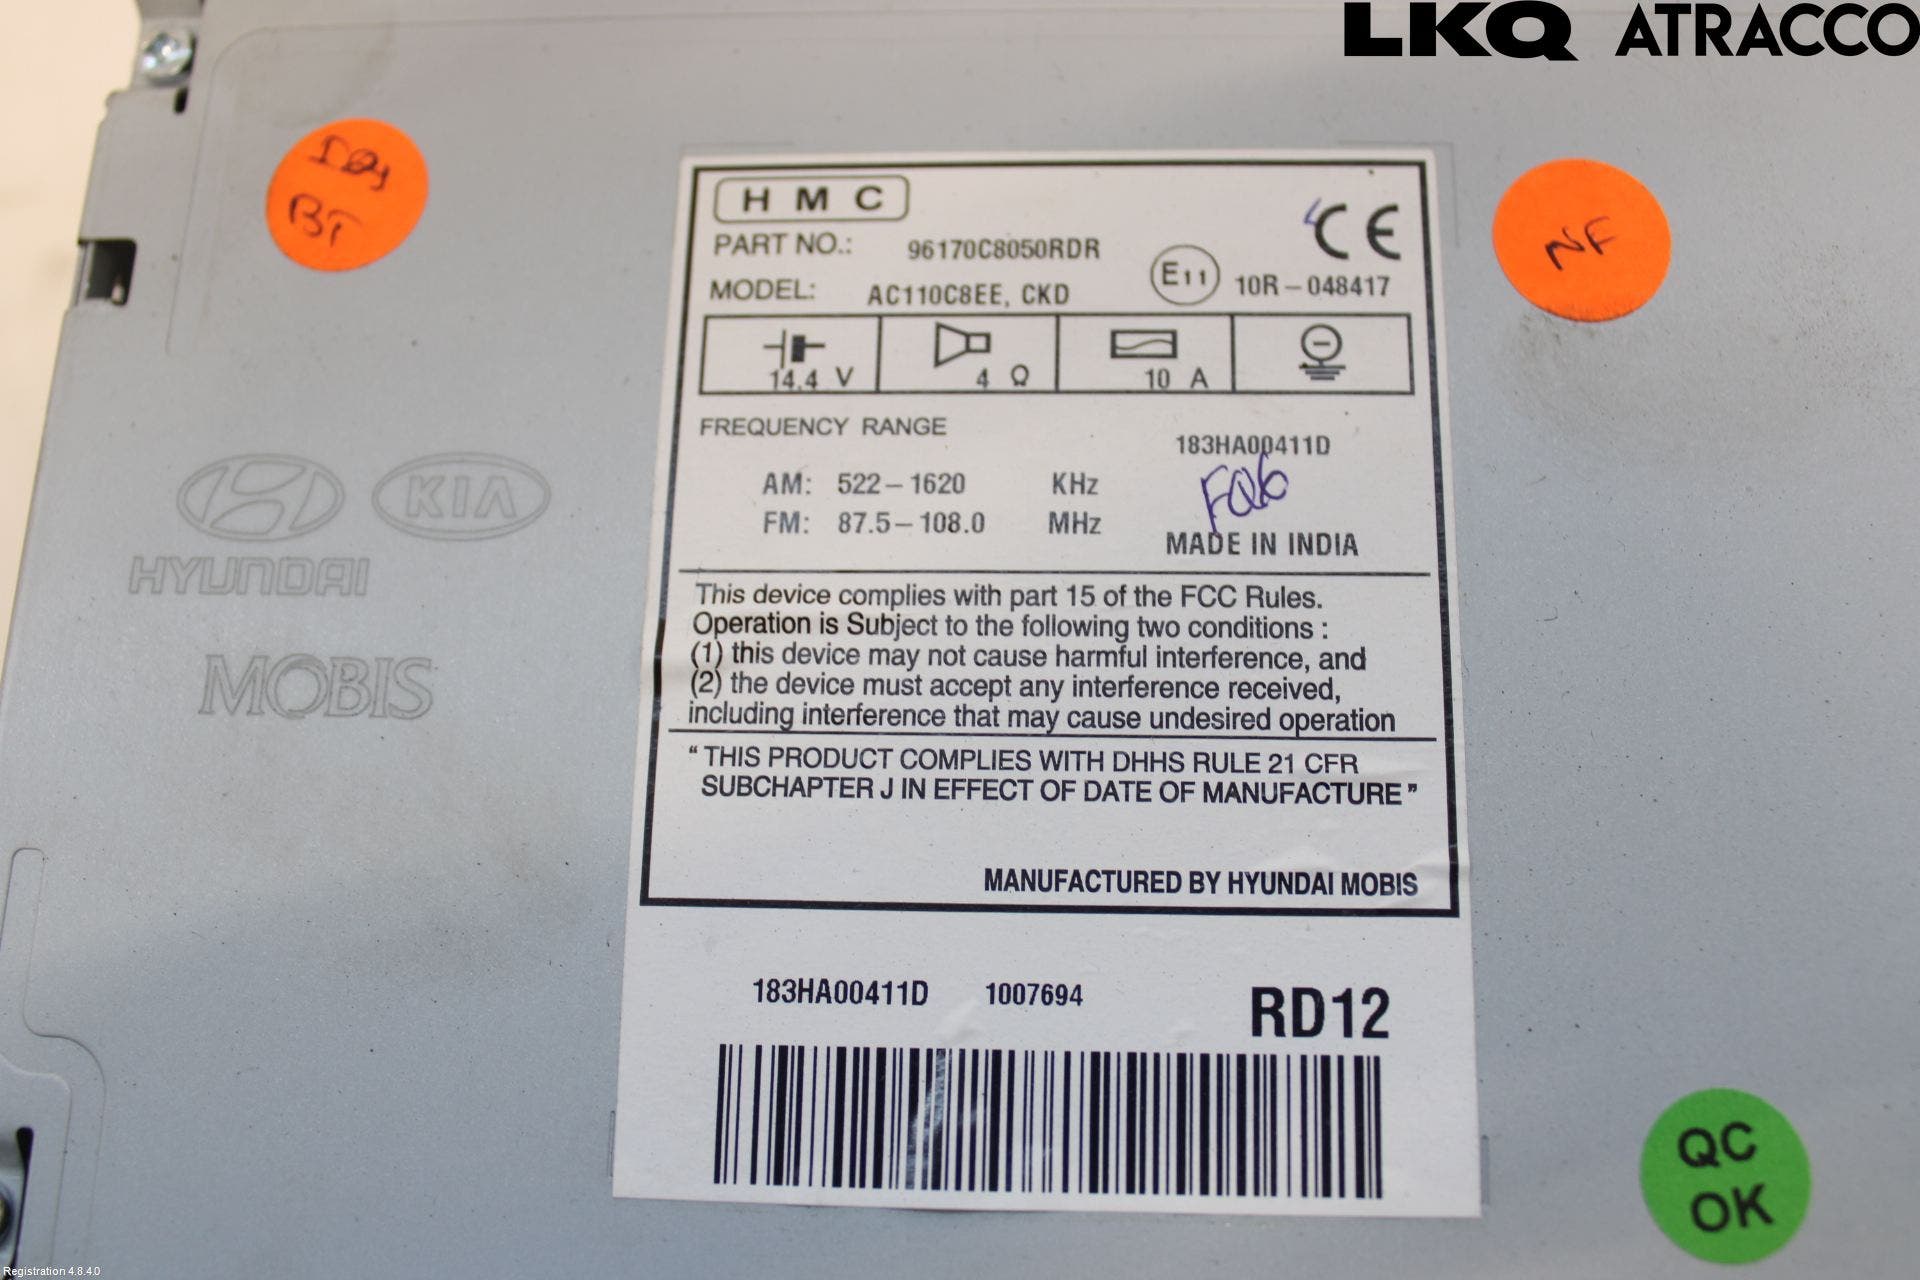 LKQ ATRACCO
BT
NF
HMC
CE
PART NO.: 96170C8050RDR
MODEL: AC110C8EE, CKD
E11 10R-048417
14.4 V 4 Ω 10 A
FREQUENCY RANGE
183HA00411D
AM: 522-1620 KHz
FM: 87.5-108.0 MHz
MADE IN INDIA
This device complies with part 15 of the FCC Rules.
Operation is Subject to the following two conditions :
(1) this device may not cause harmful interference, and
(2) the device must accept any interference received,
including interference that may cause undesired operation
“ THIS PRODUCT COMPLIES WITH DHHS RULE 21 CFR
SUBCHAPTER J IN EFFECT OF DATE OF MANUFACTURE ”
MANUFACTURED BY HYUNDAI MOBIS
183HA00411D 1007694 RD12
KIA
HYUNDAI
MOBIS
QC
OK
Registration 4.8.4.0